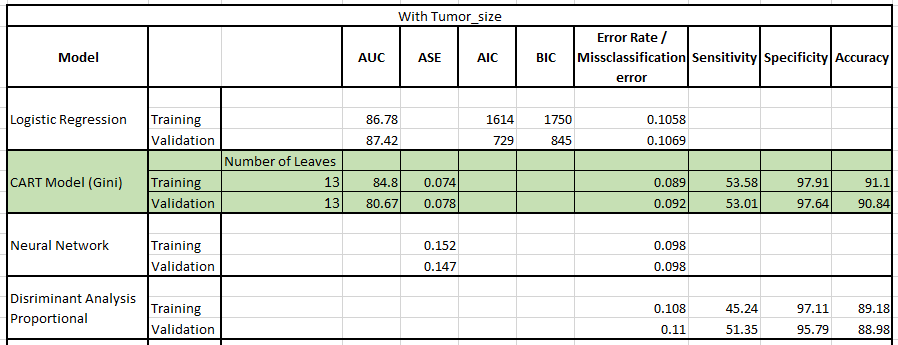 With Tumor_size
Model AUC ASE AIC BIC Error Rate / Missclassification error Sensitivity Specificity Accuracy
Logistic Regression Training 86.78 1614 1750 0.1058
Validation 87.42 729 845 0.1069
Number of Leaves
CART Model (Gini) Training 13 84.8 0.074 0.089 53.58 97.91 91.1
Validation 13 80.67 0.078 0.092 53.01 97.64 90.84
Neural Network Training 0.152 0.098
Validation 0.147 0.098
Disriminant Analysis Proportional Training 0.108 45.24 97.11 89.18
Validation 0.11 51.35 95.79 88.98